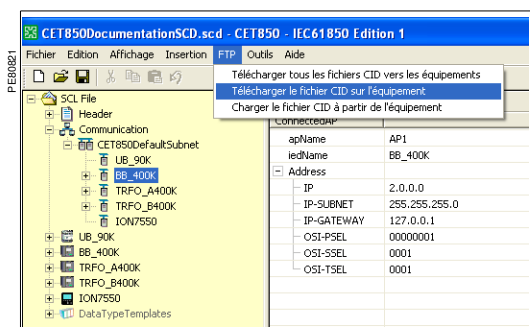 CET850DocumentationSCD.scd - CET850 - IEC61850 Edition 1
Fichier Edition Affichage Insertion FTP Outils Aide
Télécharger tous les fichiers CID vers les équipements
Télécharger le fichier CID sur l'équipement
Charger le fichier CID à partir de l'équipement
PE80821
SCL File
Header
Communication
CET850DefaultSubnet
UB_90K
BB_400K
TRFO_A400K
TRFO_B400K
ION7550
UB_90K
BB_400K
TRFO_A400K
TRFO_B400K
ION7550
DataTypeTemplates
ConnectedAP
apName AP1
iedName BB_400K
Address
IP 2.0.0.0
IP-SUBNET 255.255.255.0
IP-GATEWAY 127.0.0.1
OSI-PSEL 00000001
OSI-SSEL 0001
OSI-TSEL 0001